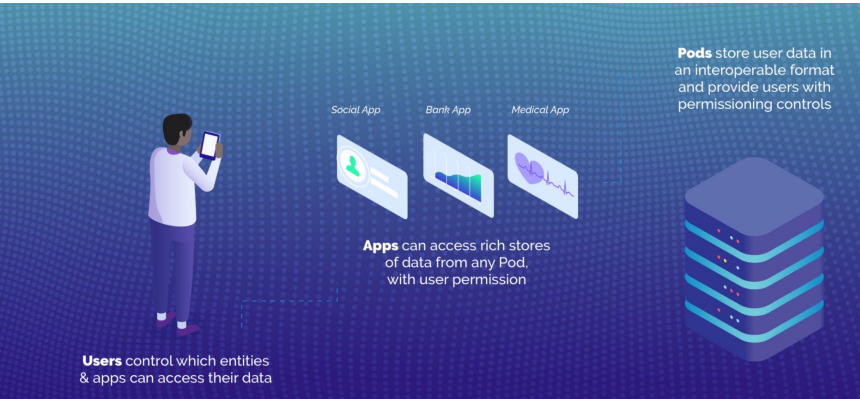 Pods store user data in
an interoperable format
and provide users with
permissioning controls
Social App
Bank App
Medical App
Apps can access rich stores
of data from any Pod,
with user permission
Users control which entities
& apps can access their data